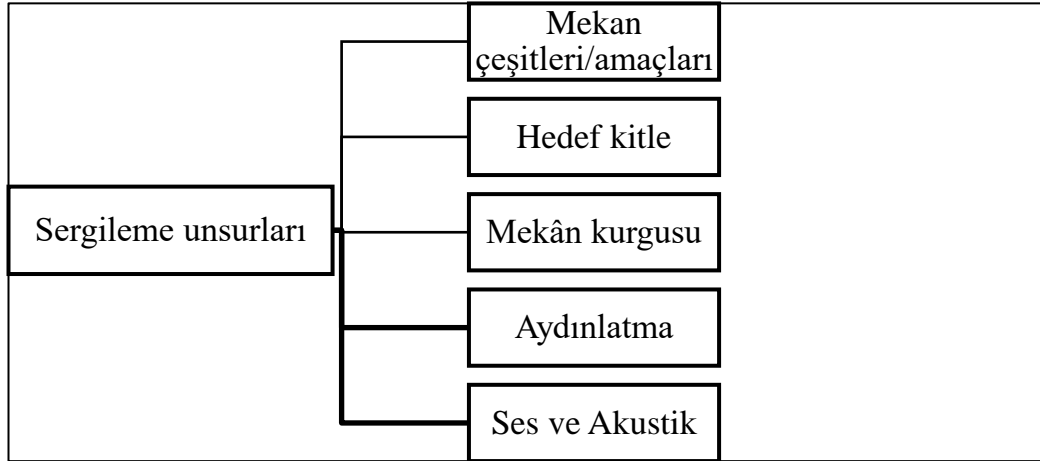 Mekan
çeşitleri/amaçları
Hedef kitle
Sergileme unsurları
Mekân kurgusu
Aydınlatma
Ses ve Akustik